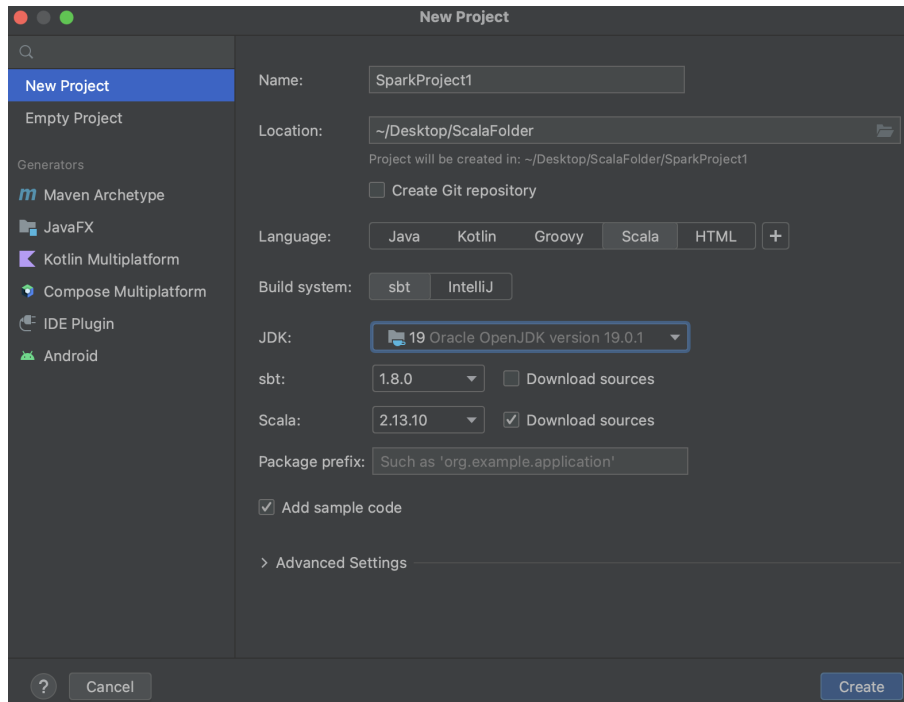 New Project
New Project
Empty Project
Generators
Maven Archetype
JavaFX
Kotlin Multiplatform
Compose Multiplatform
IDE Plugin
Android
Name: SparkProject1
Location: ~/Desktop/ScalaFolder
Project will be created in: ~/Desktop/ScalaFolder/SparkProject1
Create Git repository
Language: Java Kotlin Groovy Scala HTML +
Build system: sbt IntelliJ
JDK: 19 Oracle OpenJDK version 19.0.1
sbt: 1.8.0 Download sources
Scala: 2.13.10 Download sources
Package prefix: Such as 'org.example.application'
Add sample code
Advanced Settings
? Cancel Create